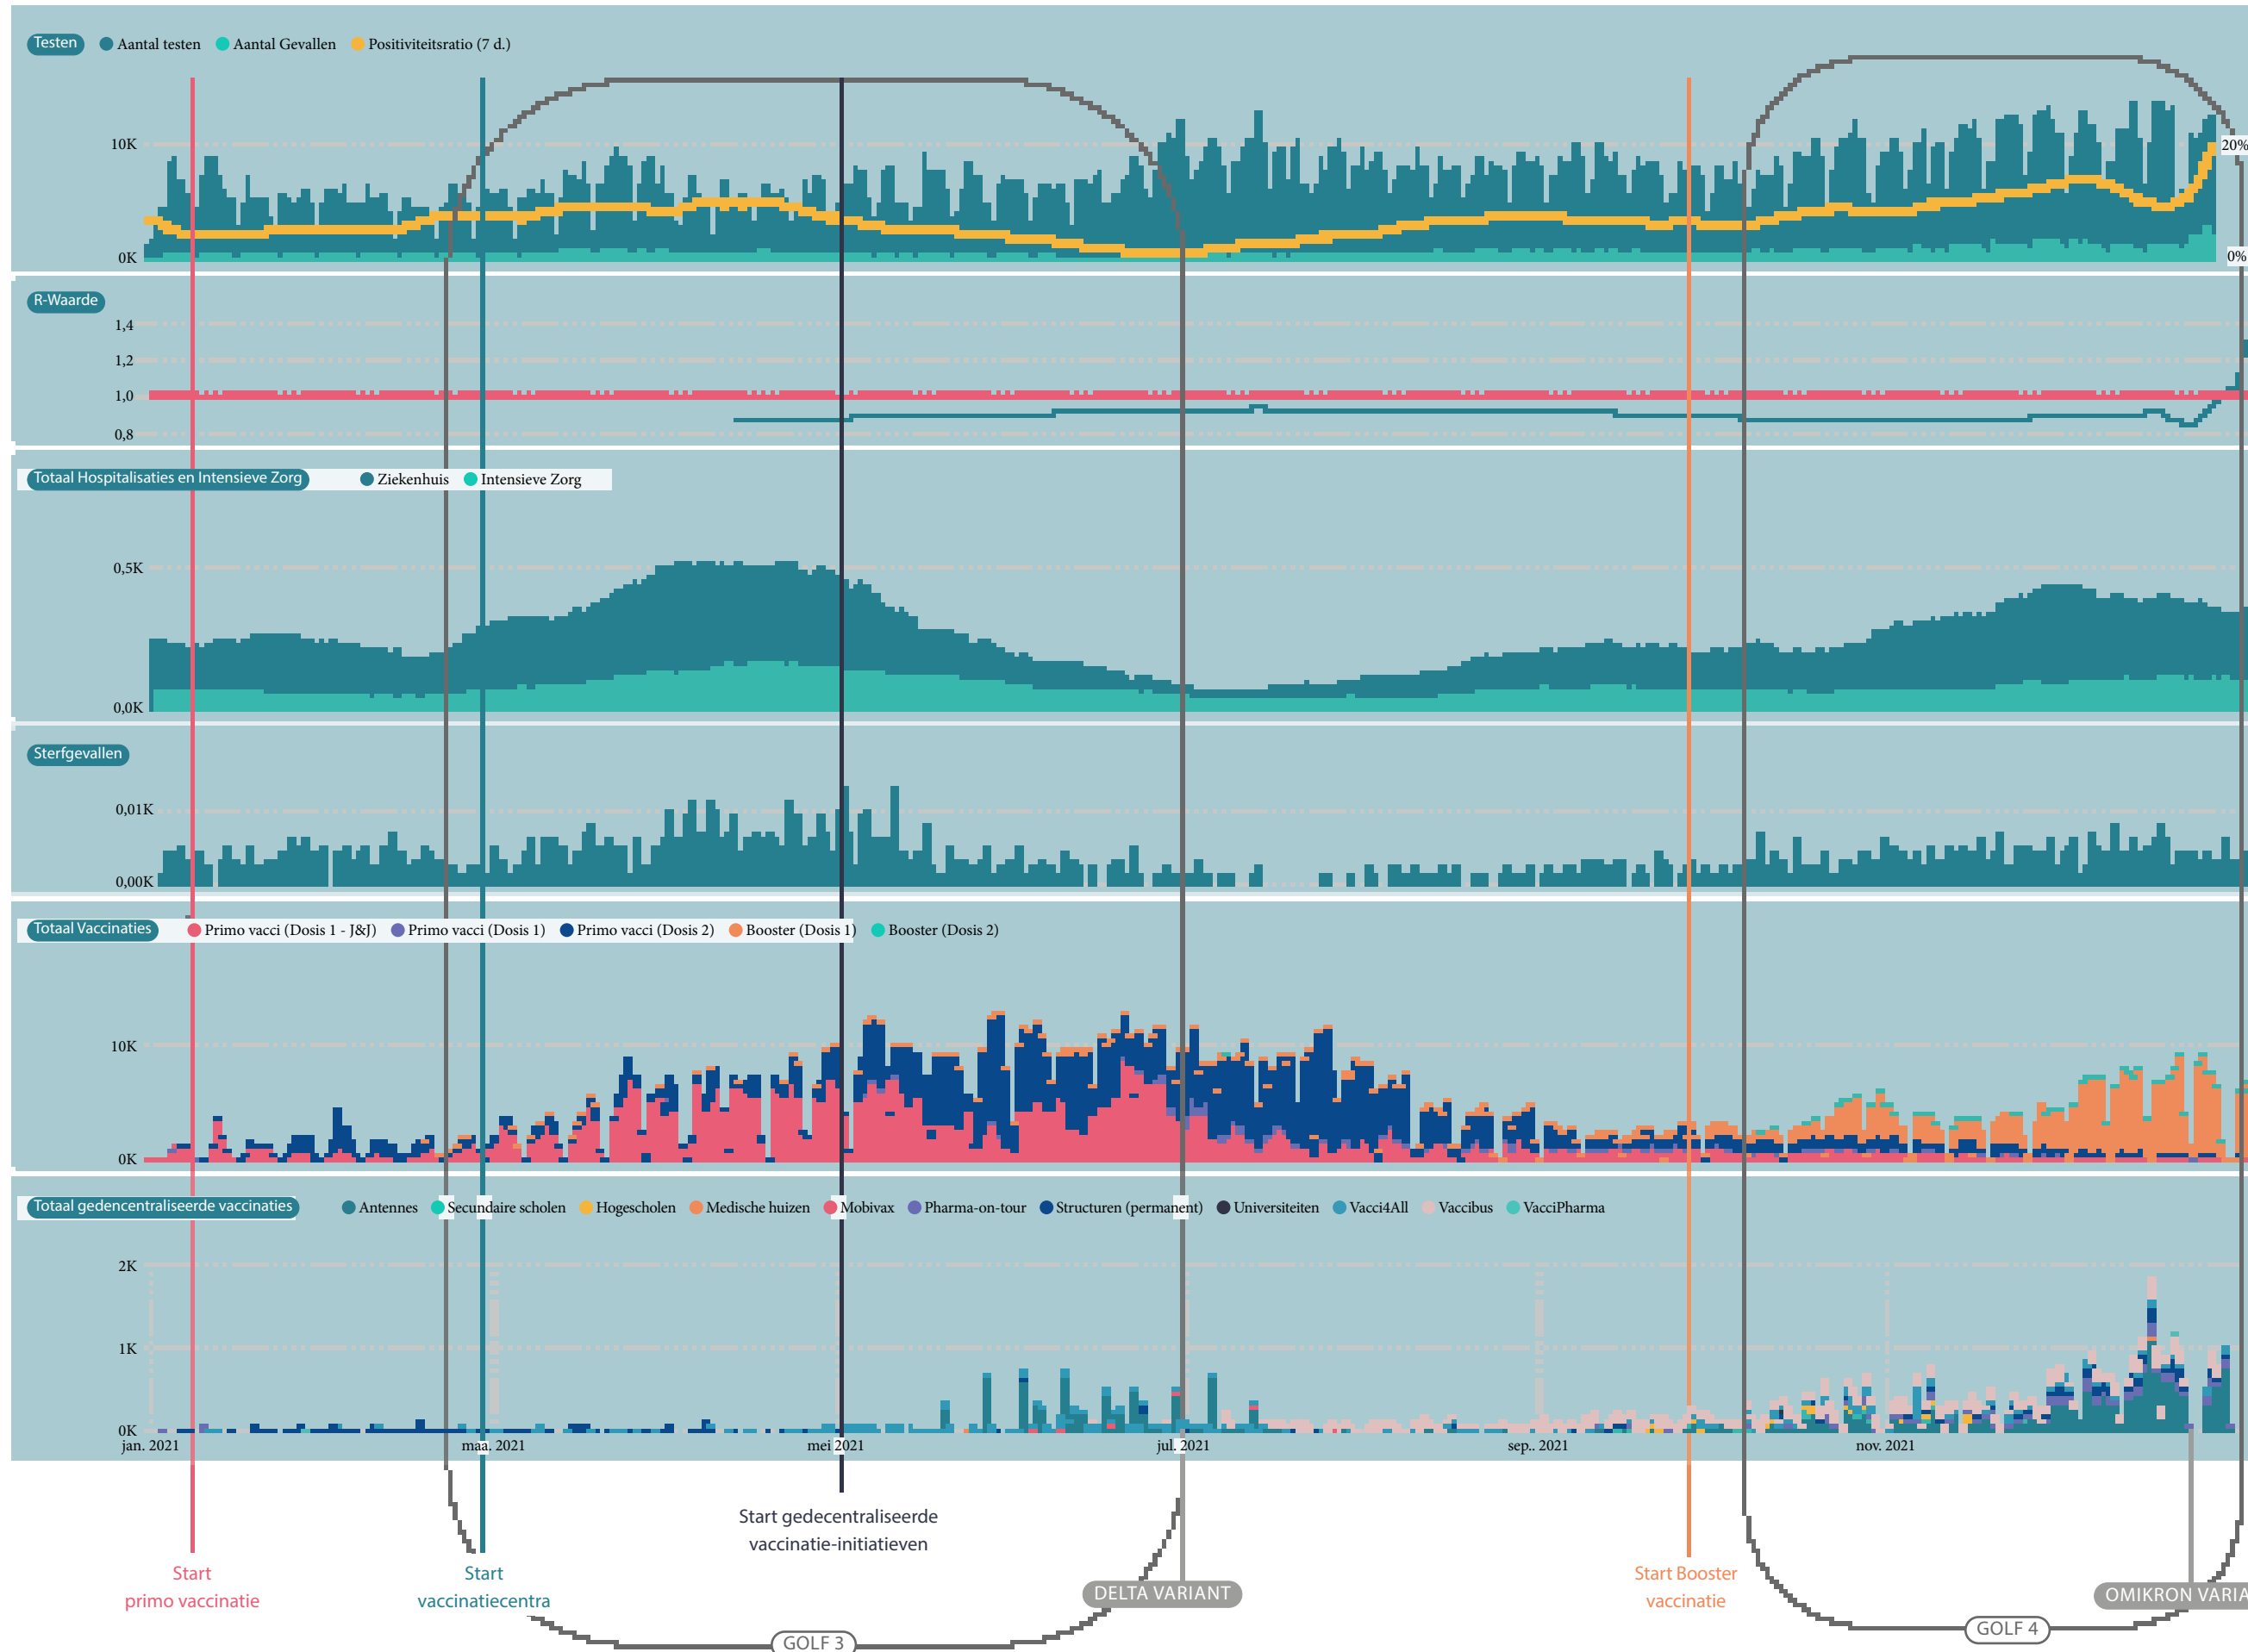 Testen Aantal testen Aantal Gevallen Positiviteitsratio (7 d.)
10K
20%
0K
0%
R-Waarde
1,4
1,2
1,0
0,8
Totaal Hospitalisaties en Intensieve Zorg Ziekenhuis Intensieve Zorg
0,5K
0,0K
Sterfgevallen
0,01K
0,00K
Totaal Vaccinaties Primo vacci (Dosis 1 - J&J) Primo vacci (Dosis 1) Primo vacci (Dosis 2) Booster (Dosis 1) Booster (Dosis 2)
10K
0K
Totaal gedencentraliseerde vaccinaties Antennes Secundaire scholen Hogescholen Medische huizen Mobivax Pharma-on-tour Structuren (permanent) Universiteiten Vacci4All Vaccibus VacciPharma
2K
1K
0K
jan. 2021 maa. 2021 mei 2021 jul. 2021 sep.. 2021 nov. 2021
Start gedecentraliseerde
vaccinatie-initiatieven
Start
primo vaccinatie
Start
vaccinatiecentra
DELTA VARIANT
Start Booster
vaccinatie
OMIKRON VARIA
GOLF 3
GOLF 4